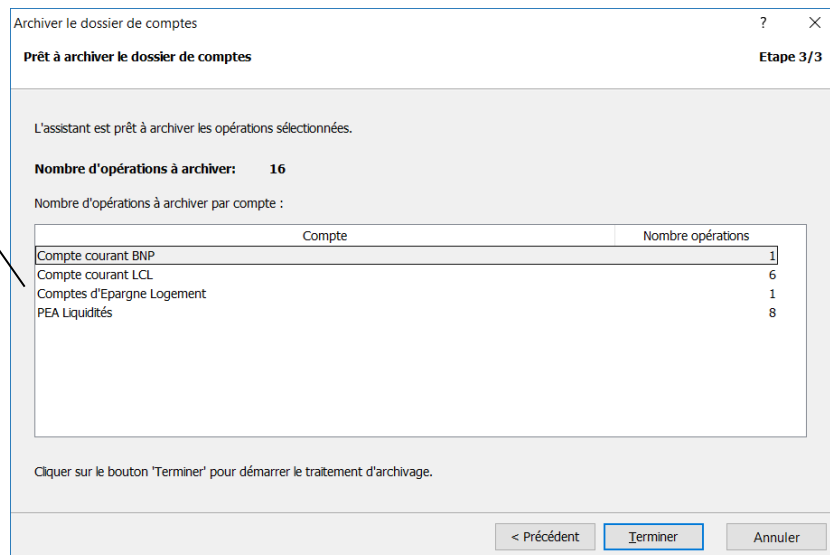 Archiver le dossier de comptes ? ×
Prêt à archiver le dossier de comptes Etape 3/3
L'assistant est prêt à archiver les opérations sélectionnées.
Nombre d'opérations à archiver: 16
Nombre d'opérations à archiver par compte :
Compte Nombre opérations
Compte courant BNP 1
Compte courant LCL 6
Comptes d'Epargne Logement 1
PEA Liquidités 8
Cliquer sur le bouton 'Terminer' pour démarrer le traitement d'archivage.
< Précédent Terminer Annuler